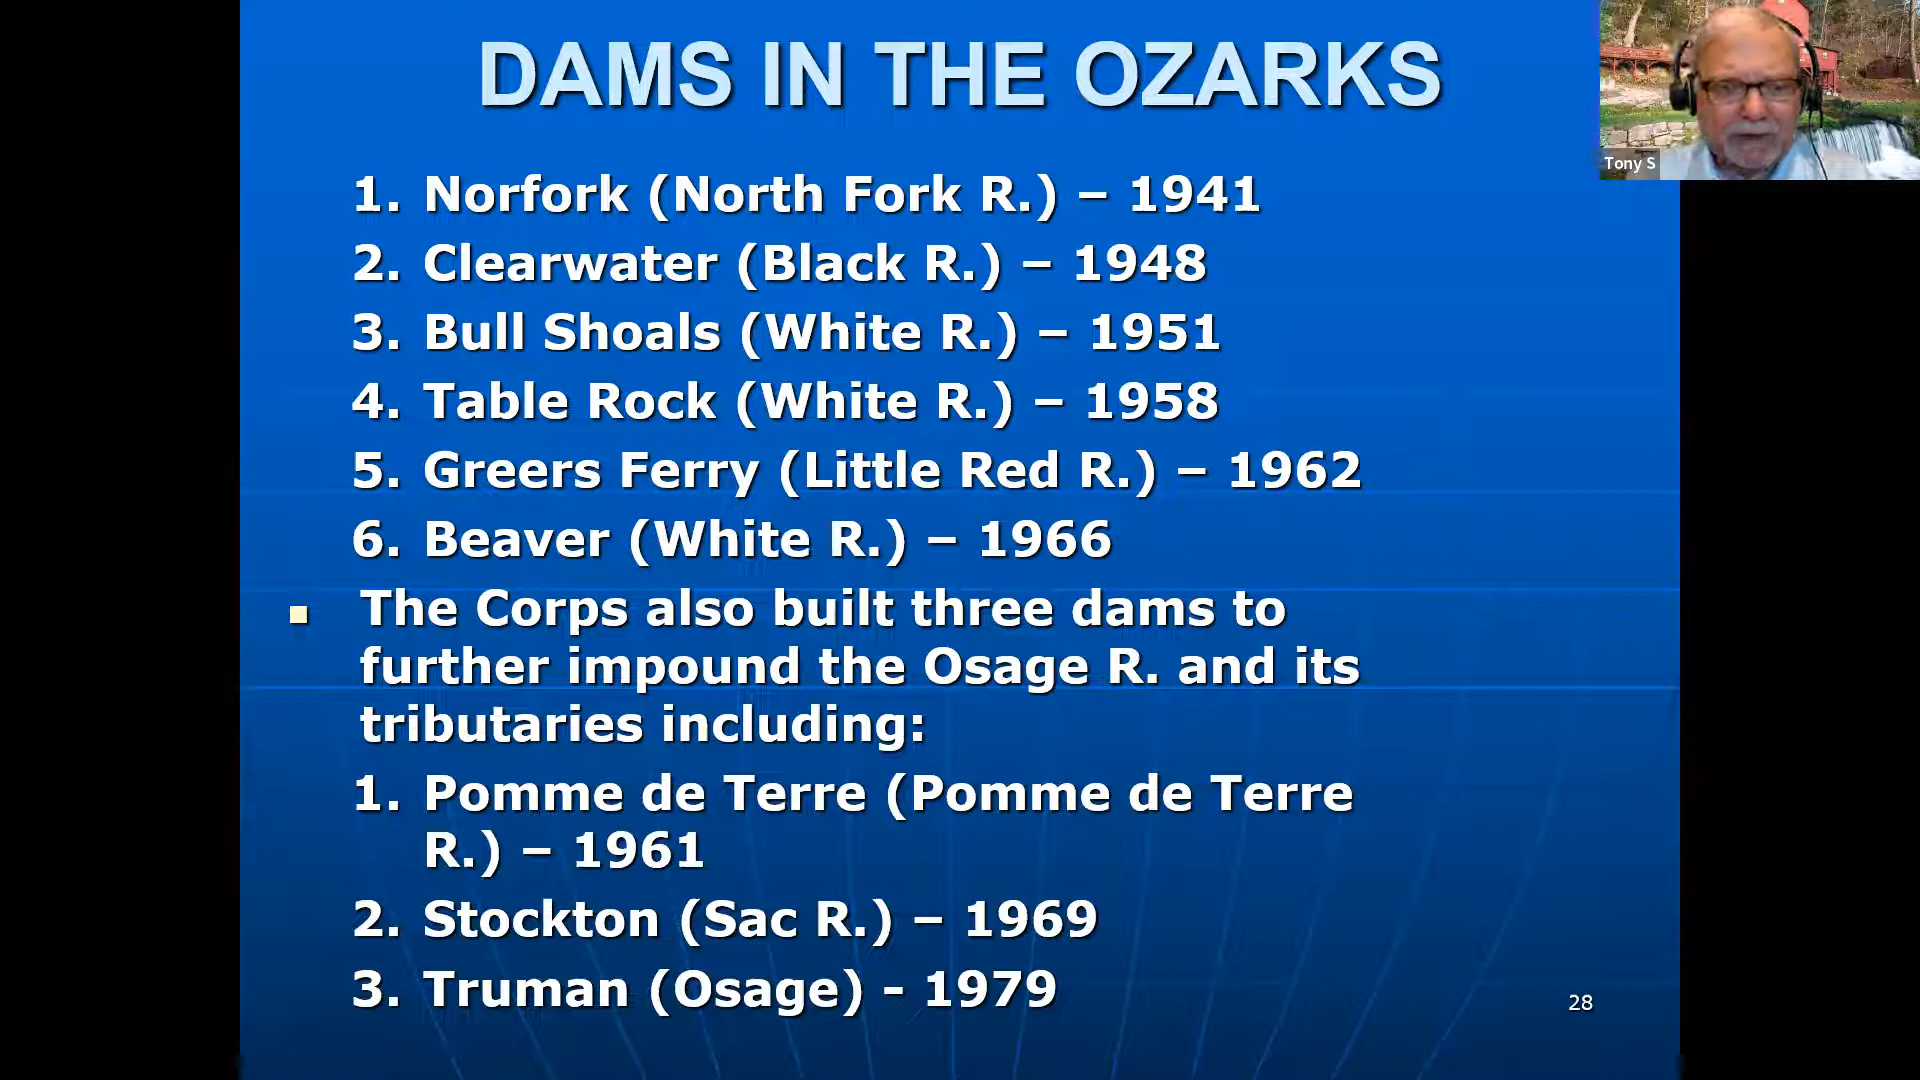 DAMS IN THE OZARKS
Tony S
1. Norfork (North Fork R.) – 1941
2. Clearwater (Black R.) – 1948
3. Bull Shoals (White R.) – 1951
4. Table Rock (White R.) – 1958
5. Greers Ferry (Little Red R.) – 1962
6. Beaver (White R.) – 1966
The Corps also built three dams to
further impound the Osage R. and its
tributaries including:
1. Pomme de Terre (Pomme de Terre
R.) – 1961
2. Stockton (Sac R.) – 1969
3. Truman (Osage) - 1979
28